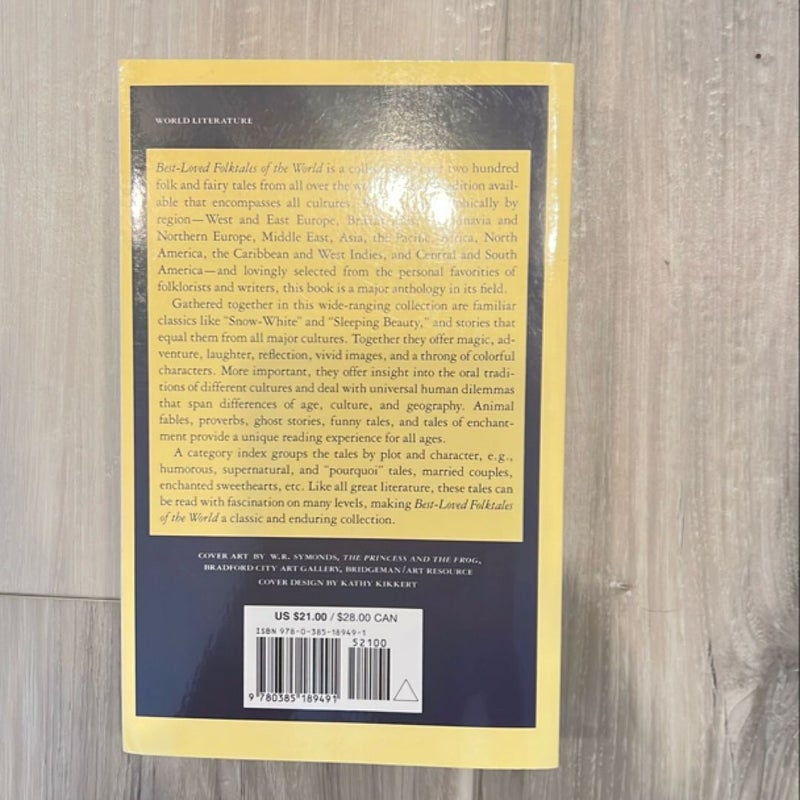 WORLD LITERATURE
Best-Loved Folktales of the World is a over two hundred
folk and fairy tales from all over the edition avail-
able that encompasses all cultures.
region—West and East Europe, and
Northern Europe, Middle East, Asia, the Pacific, Africa, North
America, the Caribbean and West Indies, and Central and South
America—and lovingly selected from the personal favorities of
folklorists and writers, this book is a major anthology in its field.
Gathered together in this wide-ranging collection are familiar
classics like "Snow-White" and "Sleeping Beauty," and stories that
equal them from all major cultures. Together they offer magic, ad-
venture, laughter, reflection, vivid images, and a throng of colorful
characters. More important, they offer insight into the oral tradi-
tions of different cultures and deal with universal human dilemmas
that span differences of age, culture, and geography. Animal
fables, proverbs, ghost stories, funny tales, and tales of enchant-
ment provide a unique reading experience for all ages.
A category index groups the tales by plot and character, e.g.,
humorous, supernatural, and "pourquoi" tales, married couples,
enchanted sweethearts, etc. Like all great literature, these tales can
be read with fascination on many levels, making Best-Loved Folktales
of the World a classic and enduring collection.
COVER ART BY W.R. SYMONDS, THE PRINCESS AND THE FROG,
BRADFORD CITY ART GALLERY, BRIDGEMAN/ART RESOURCE
COVER DESIGN BY KATHY KIKKERT
US $21.00 / $28.00 CAN
ISBN 978-0-385-18949-1
52100
9 780385 189491